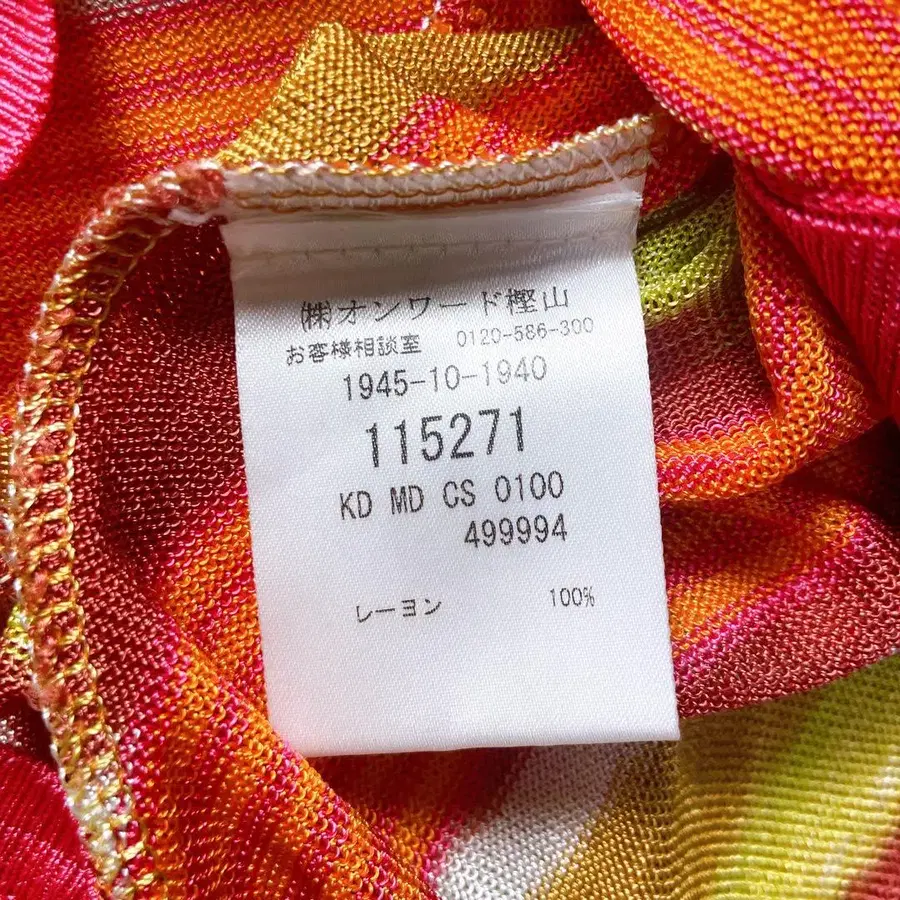 ㈱オンワード樫山
お客様相談室 0120-586-300
1945-10-1940
115271
KD MD CS 0100
499994
レーヨン 100%